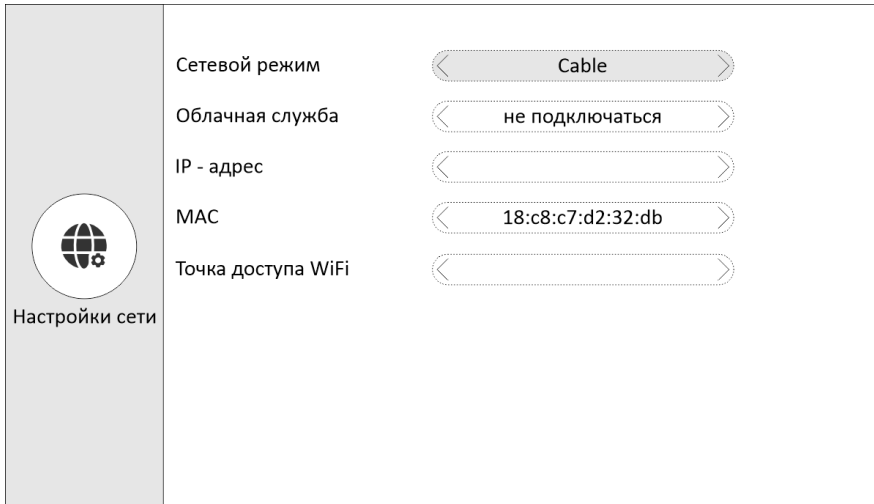 Сетевой режим Cable
Облачная служба не подключаться
IP - адрес
MAC 18:c8:c7:d2:32:db
Точка доступа WiFi
Настройки сети